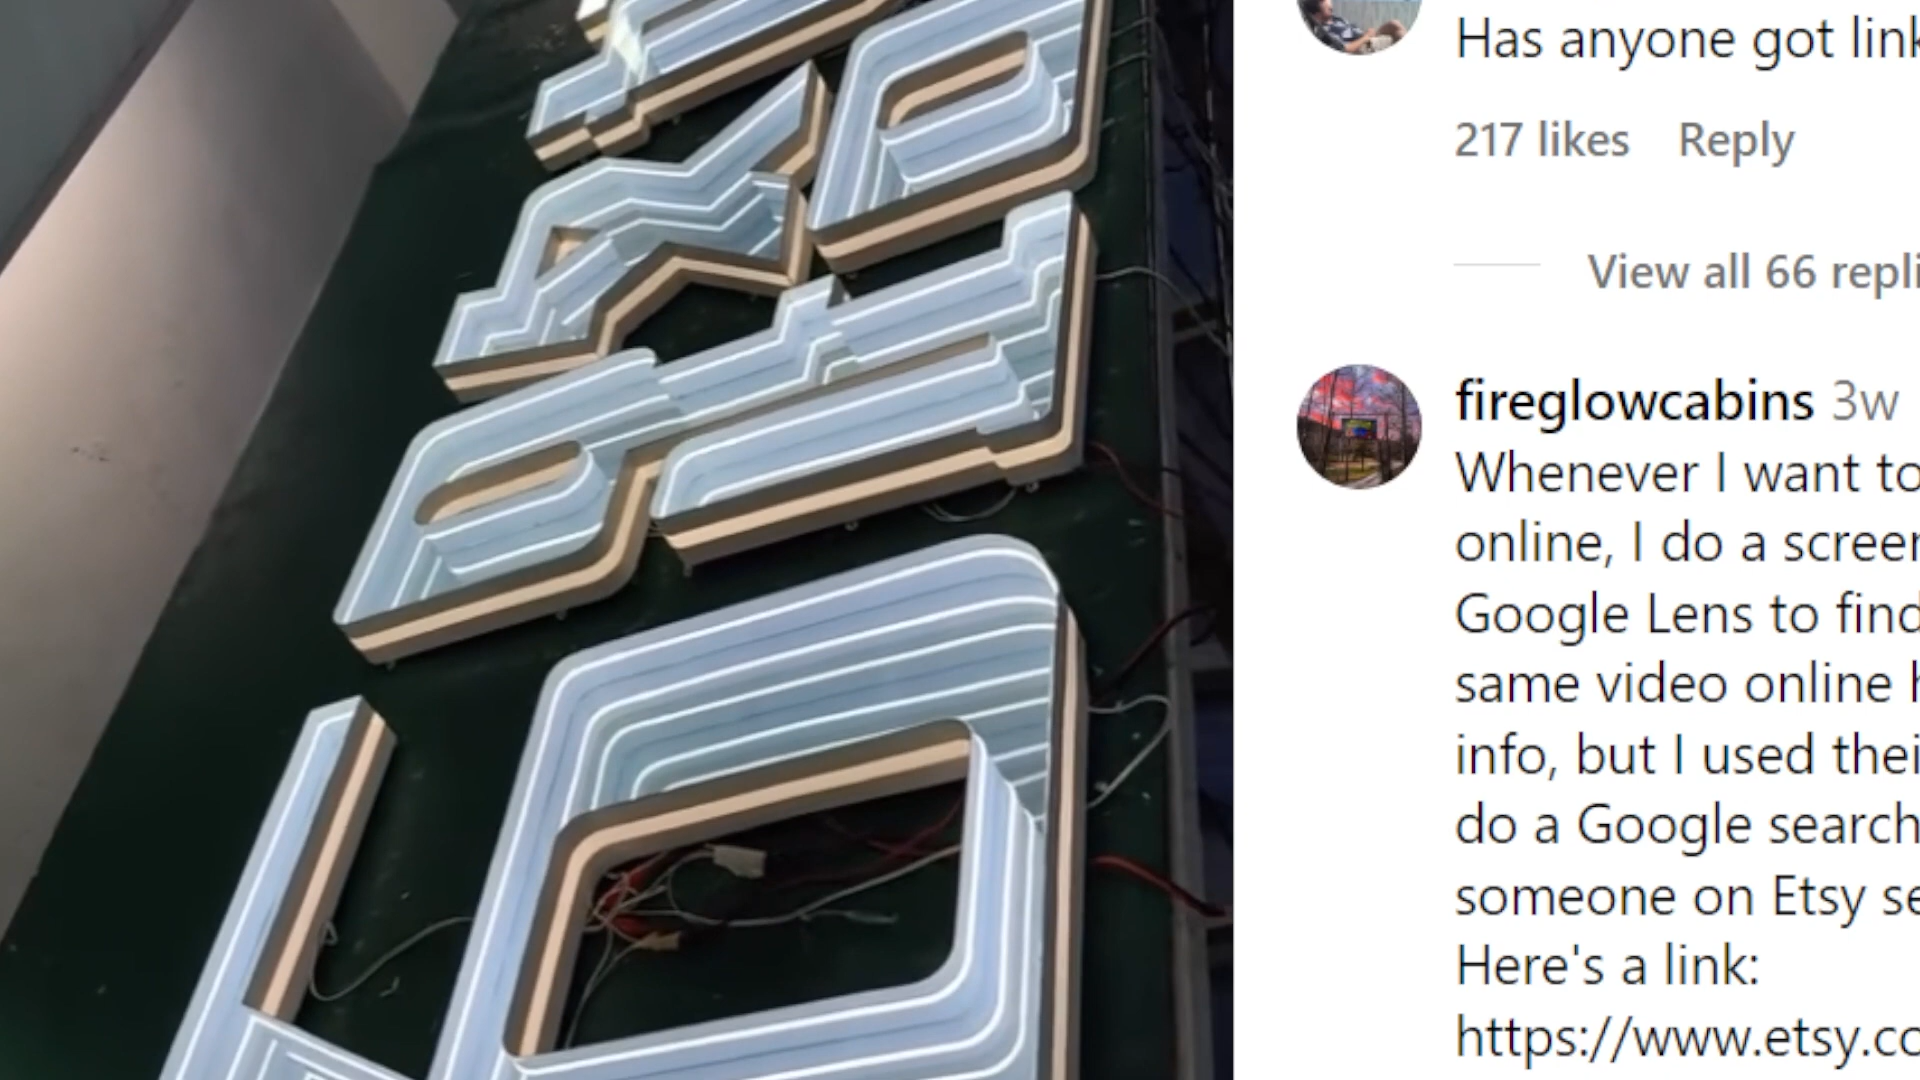 Has anyone got link
217 likes Reply
View all 66 repli
fireglowcabins 3w
Whenever I want to
online, I do a screen
Google Lens to find
same video online h
info, but I used thei
do a Google search
someone on Etsy se
Here's a link:
https://www.etsy.co